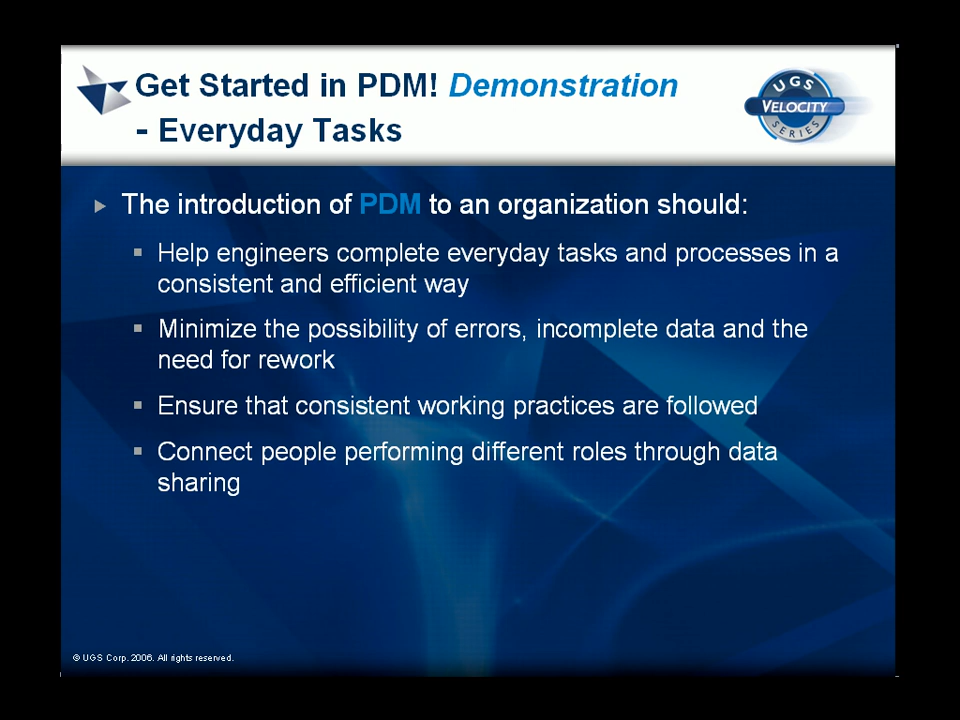 Get Started in PDM! Demonstration
- Everyday Tasks
UGS
VELOCITY
SERIES
The introduction of PDM to an organization should:
Help engineers complete everyday tasks and processes in a
consistent and efficient way
Minimize the possibility of errors, incomplete data and the
need for rework
Ensure that consistent working practices are followed
Connect people performing different roles through data
sharing
© UGS Corp. 2006. All rights reserved.